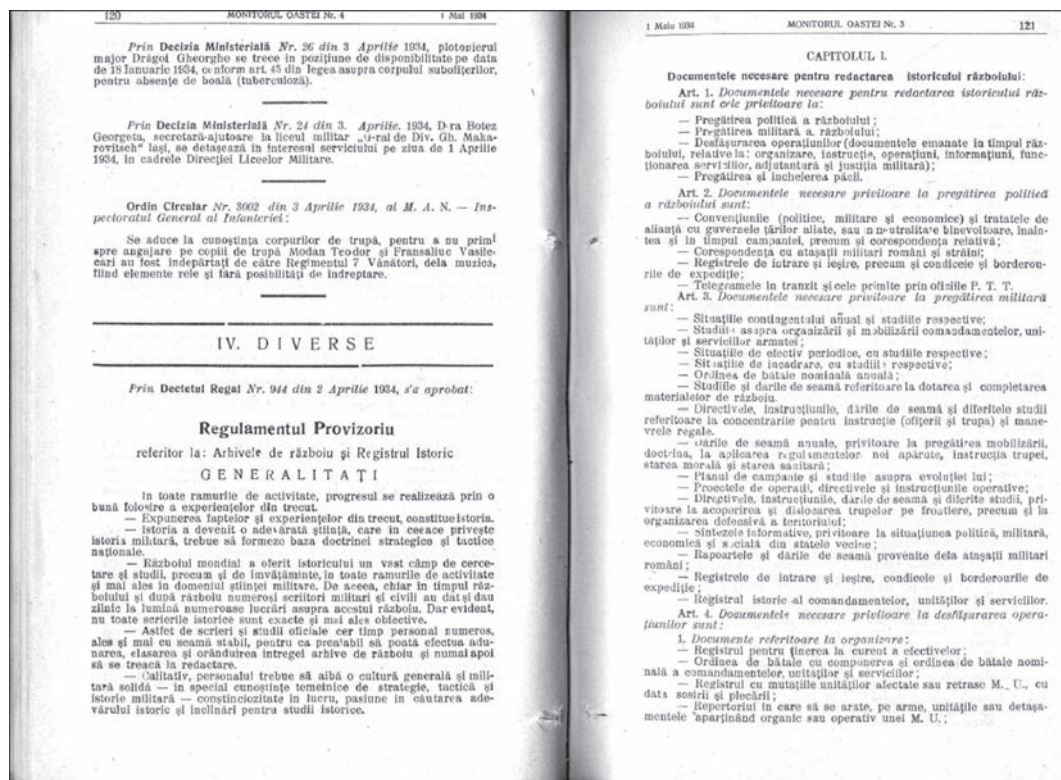 120 MONITORUL OASTEI Nr. 4 1 Mai 1934
Prin Decizia Ministerială Nr. 26 din 3 Aprilie 1934, plotonierul
major Drăgoi Gheorghe se trece in poziţiune de disponibilitate pe data
de 18 Ianuarie 1934, conform art. 45 din legea asupra corpului subofiţerilor,
pentru absenţe de boală (tuberculoză).
Prin Decizia Ministerială Nr. 24 din 3. Aprilie. 1934, D-ra Botez
Georgeta, secretară-ajutoare la liceul militar G-ral de Div. Gh. Maka-
rovitsch" Iaşi, se detaşează in interesul serviciului pe ziua de 1 Aprilie
1934, in cadrele Direcţiei Liceelor Militare.
Ordin Circular Nr. 3002 din 3 Aprilie 1934, al M. A. N. — Ins-
pectoratul General al Infanteriei :
Se aduce la cunoştinţa corpurilor de trupă, pentru a nu primi
spre angajare pe copiii de trupă Modan Teodor şi Fransaliuc Vasile-
cari au fost indepărtaţi de către Regimentul 7 Vânători, dela muzica,
fiind elemente rele şi fără posibilităţi de indreptare.
IV. DIVERSE
Prin Dectetul Regal Nr. 944 din 2 Aprilie 1934, s'a aprobat:
Regulamentul Provizoriu
referitor la: Arhivele de război şi Registrul Istoric
GENERALITAŢI
In toate ramurile de activitate, progresul se realizează prin o
bună folosire a experienţelor din trecut.
— Expunerea faptelor şi experienţelor din trecut, constitue istoria.
— Istoria a devenit o adevărată ştiinţă, care in ceeace priveşte
istoria militară, trebue să formeze baza doctrinei strategice şi tactice
naţionale.
— Războiul mondial a oferit istoricului un vast câmp de cerce-
tare şi studii, precum şi de invăţăminte, in toate ramurile de activitate
şi mai ales in domeniul ştiinţei militare. De aceea, chiar in timpul răz-
boiului şi după războiu numeroşi scriitori militari şi civili au dat şi dau
zilnic la lumină numeroase lucrări asupra acestui războiu. Dar evident,
nu toate scrierile istorice sunt exacte şi mai ales obiective.
— Astfet de scrieri şi studii oficiale cer timp personal numeros,
ales şi mai cu seamă stabil, pentru ca prealabil să poată efectua adu-
narea, clasarea şi orânduirea intregei arhive de războiu şi numai apoi
să se treacă la redactare.
— Calitativ, personalul trebue să aibă o cultură generală şi mili-
tară solidă — in special cunoştinţe temeinice de strategie, tactică şi
istorie militară — conştinciozitate in lucru, pasiune in căutarea ade-
vărului istoric şi inclinări pentru studii istorice.
1 Maiu 1934 MONITORUL OASTEI Nr. 3 121
CAPITOLUL I.
Documentele necesare pentru redactarea istoricului războiului:
Art. 1. Documentele necesare pentru redactarea istoricului răz-
boiului sunt cele privitoare la:
— Pregătirea politică a războiului ;
— Pregătirea militară a războiului ;
— Desfăşurarea operaţiunilor (documentele emanate in timpul răz-
boiului, relative la: organizare, instrucţie, operaţiuni, informaţiuni, func-
ţionarea serviciilor, adjutantură şi justiţia militară) ;
— Pregătirea şi incheierea păcii.
Art. 2. Documentele necesare privitoare la pregătirea politică
a războiului sunt:
— Convenţiunile (politice, militare şi economice) şi tratatele de
alianţă cu guvernele ţărilor aliate, sau in neutralitate binevoitoare, inain-
tea şi in timpul campaniei, precum şi corespondenţa relativă;
— Corespondenţa cu ataşaţii militari români şi străini;
— Registrele de intrare şi ieşire, precum şi condicele şi borderou-
rile de expediţie;
— Telegramele in tranzit şi cele primite prin oficiile P. T. T.
Art. 3. Documentele necesare privitoare la pregătirea militară
sunt:
— Situaţiile contingentului anual şi studiile respective;
— Studiile asupra organizării şi mobilizării comandamentelor, uni-
tăţilor şi serviciilor armatei ;
— Situaţiile de efectiv periodice, cu studiile respective ;
— Situaţiile de incadrare, cu studiile respective;
— Ordinea de bătaie nominală anuală ;
— Studiile şi darile de seamă referitoare la dotarea şi completarea
materialelor de războiu.
— Directivele, instrucţiunile, dările de seamă şi diferitele studii
referitoare la concentrările pentru instrucţie (ofiţerii şi trupa) şi mane-
vrele regale.
— Dările de seamă anuale, privitoare la pregătirea mobilizării,
doctrina, la aplicarea regulamentelor noi apărute, instrucţia trupei,
starea morală şi starea sanitară ;
— Planul de campanie şi studiile asupra evoluţiei lui ;
— Proectele de operaţii, directivele şi instrucţiunile operative;
— Directivele, instrucţiunile, darile de seamă şi diferite studii, pri-
vitoare la acoperirea şi dislocarea trupelor pe frontiere, precum şi la
organizarea defensivă a teritoriului;
— Sintezele informative, privitoare la situaţiunea politică, militară,
economică şi socială din statele vecine ;
— Rapoartele şi dările de seamă provenite dela ataşaţii militari
români ;
— Registrele de intrare şi ieşire, condicele şi borderourile de
expediţie ;
— Registrul istoric al comandamentelor, unităţilor şi serviciilor.
Art. 4. Documentele necesare privitoare la desfăşurarea opera-
ţiunilor sunt :
1. Documente referitoare la organizare :
— Registrul pentru ţinerea la curent a efectivelor;
— Ordinea de bătaie cu compunerea şi ordinea de bătaie nomi-
nală a comandamentelor, unităţilor şi serviciilor ;
— Registrul cu mutaţiile unităţilor afectate sau retrase M. U., cu
data sosirii şi plecării ;
— Repertoriul in care să se arate, pe arme, unităţile sau detaşa-
mentele aparţinând organic sau operativ unei M. U. ;